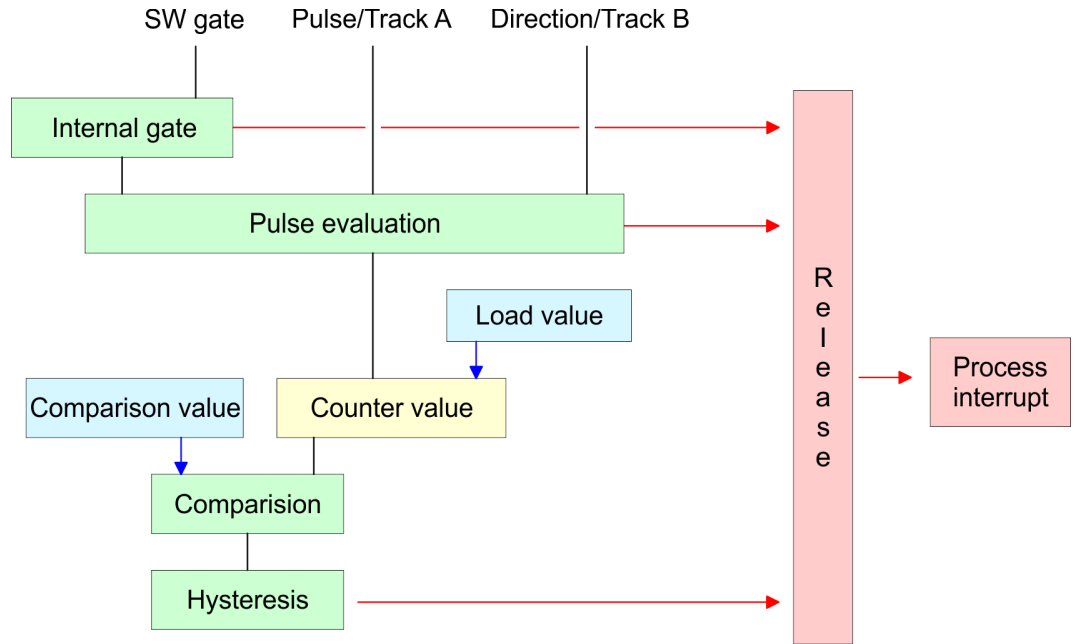 SW gate
Pulse/Track A
Direction/Track B
Internal gate
Pulse evaluation
Load value
Comparison value
Counter value
Comparision
Hysteresis
Release
Process
interrupt